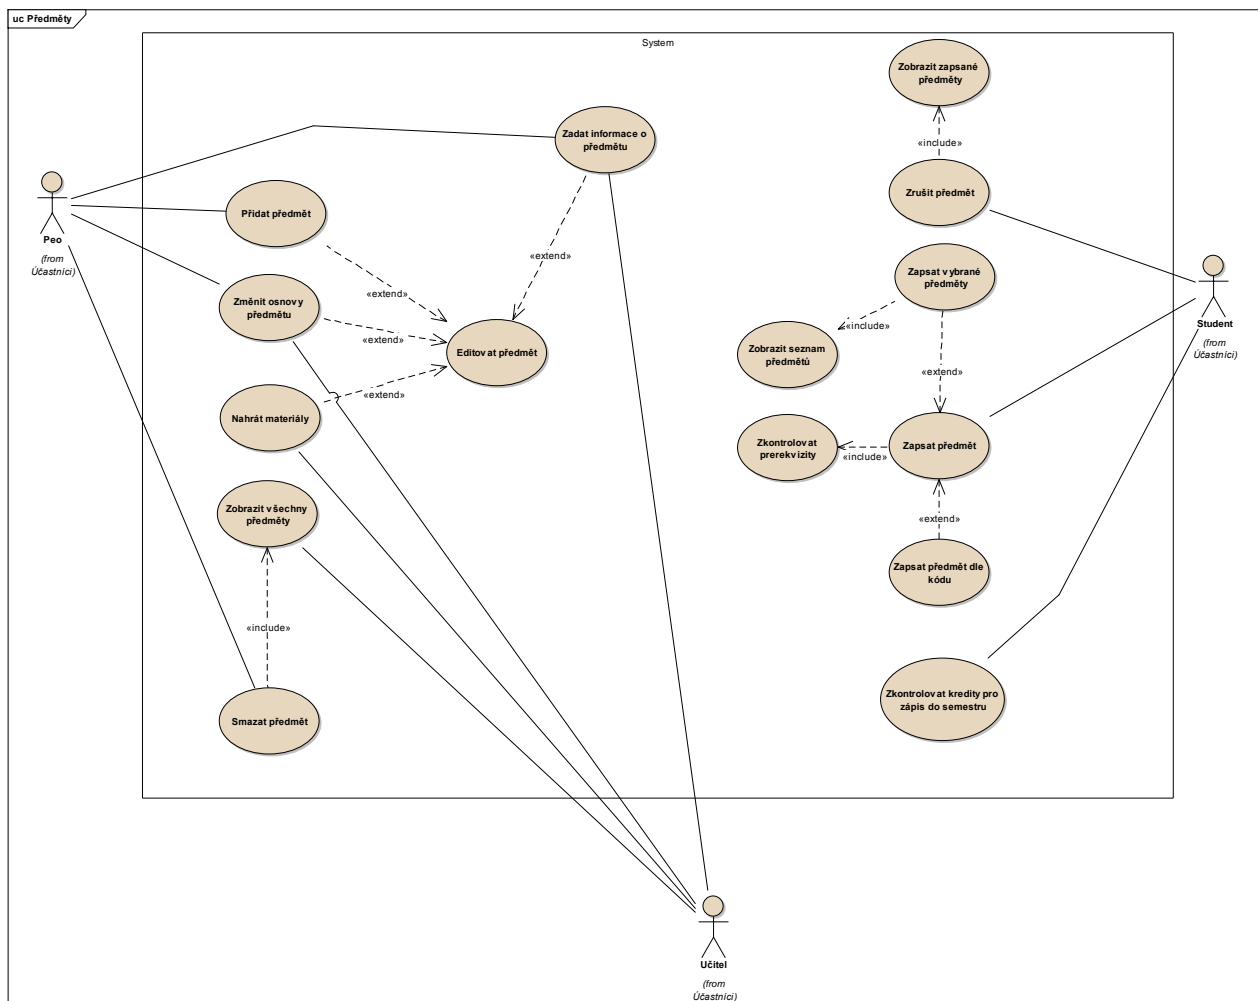 uc Předměty
System
Zobrazit zapsané
předměty
«include»
Zrušit předmět
Zadat informace o
předmětu
Přidat předmět
Peo
(from
Účastníci)
«extend»
«extend»
Změnit osnovy
předmětu
«extend»
Editovat předmět
Nahrát materiály
«extend»
Zobrazit všechny
předměty
«include»
Smazat předmět
Zapsat vybrané
předměty
«include»
Zobrazit seznam
předmětů
«extend»
Student
(from
Účastníci)
Zkontrolovat
prerekvizity
«include»
Zapsat předmět
«extend»
Zapsat předmět dle
kódu
Zkontrolovat kredity pro
zápis do semestru
Učitel
(from
Účastníci)